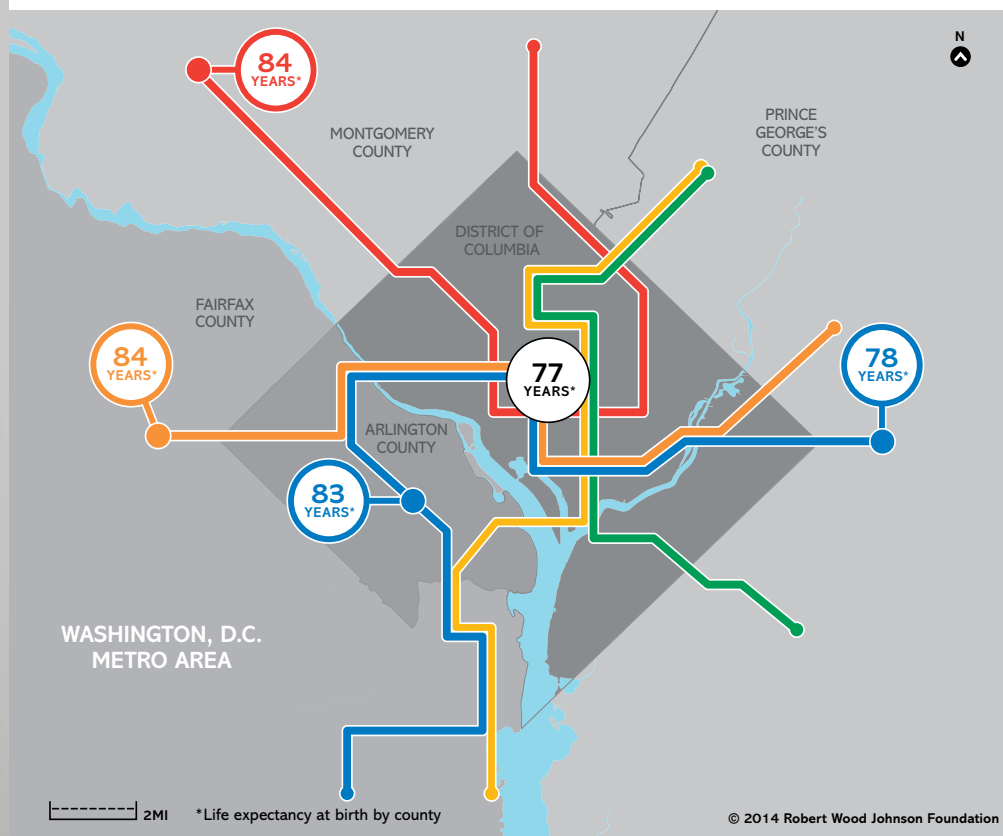 N
84
YEARS*
MONTGOMERY
COUNTY
PRINCE
GEORGE'S
COUNTY
DISTRICT OF
COLUMBIA
FAIRFAX
COUNTY
84
YEARS*
77
YEARS*
78
YEARS*
ARLINGTON
COUNTY
83
YEARS*
WASHINGTON, D.C.
METRO AREA
2MI
*Life expectancy at birth by county
© 2014 Robert Wood Johnson Foundation